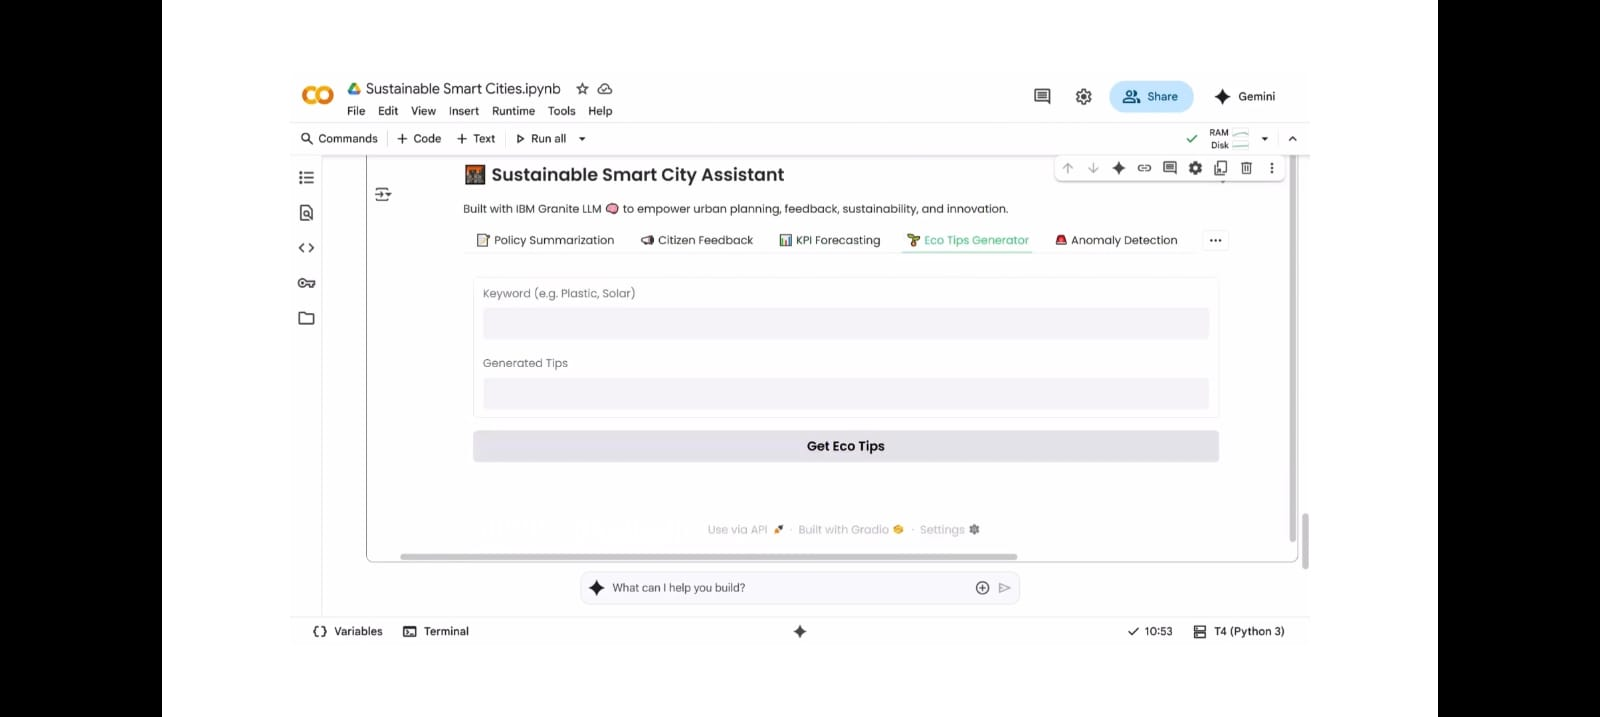 Sustainable Smart Cities.ipynb
File Edit View Insert Runtime Tools Help
Share
Gemini
Commands + Code + Text Run all
RAM
Disk
Sustainable Smart City Assistant
Built with IBM Granite LLM 🧠 to empower urban planning, feedback, sustainability, and innovation.
📝 Policy Summarization 📢 Citizen Feedback 📊 KPI Forecasting 🌱 Eco Tips Generator 🚨 Anomaly Detection ...
Keyword (e.g. Plastic, Solar)
Generated Tips
Get Eco Tips
Use via API 🚀 · Built with Gradio · Settings ⚙
What can I help you build?
Variables Terminal 10:53 T4 (Python 3)